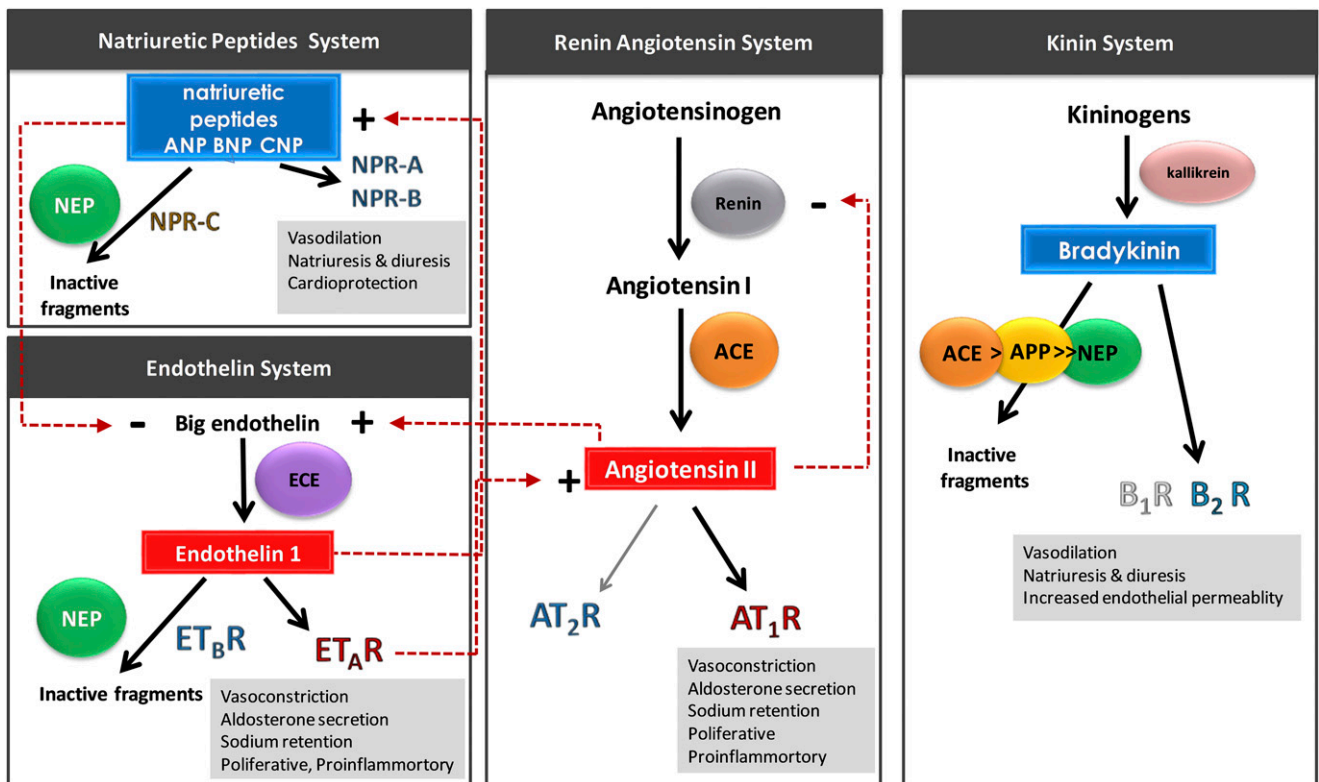 Natriuretic Peptides System
natriuretic
peptides
ANP BNP CNP
+
NPR-A
NPR-B
NEP
NPR-C
Inactive
fragments
Vasodilation
Natriuresis & diuresis
Cardioprotection
Endothelin System
-
Big endothelin
+
ECE
Endothelin 1
NEP
ETBR
ETAR
Inactive fragments
Vasoconstriction
Aldosterone secretion
Sodium retention
Poliferative, Proinflammortory
Renin Angiotensin System
Angiotensinogen
Renin
-
Angiotensin I
ACE
+
Angiotensin II
AT2R
AT1R
Vasoconstriction
Aldosterone secretion
Sodium retention
Poliferative
Proinflammortory
Kinin System
Kininogens
kallikrein
Bradykinin
ACE > APP >> NEP
Inactive
fragments
B1R B2 R
Vasodilation
Natriuresis & diuresis
Increased endothelial permeablity